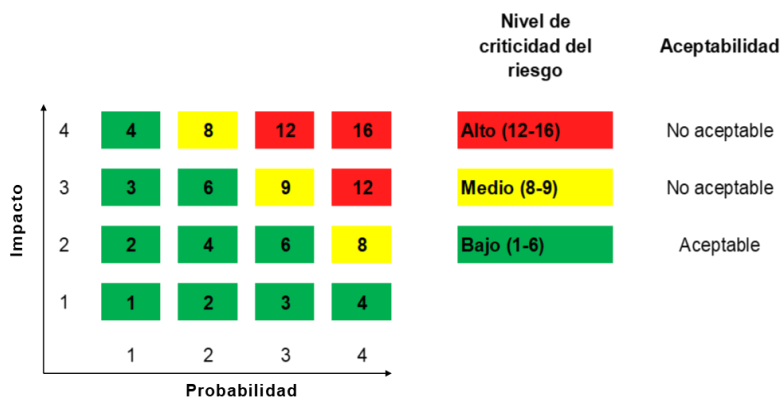 Nivel de
criticidad del
riesgo
Aceptabilidad
4 4 8 12 16 Alto (12-16) No aceptable
3 3 6 9 12 Medio (8-9) No aceptable
2 2 4 6 8 Bajo (1-6) Aceptable
1 1 2 3 4
1 2 3 4
Impacto
Probabilidad